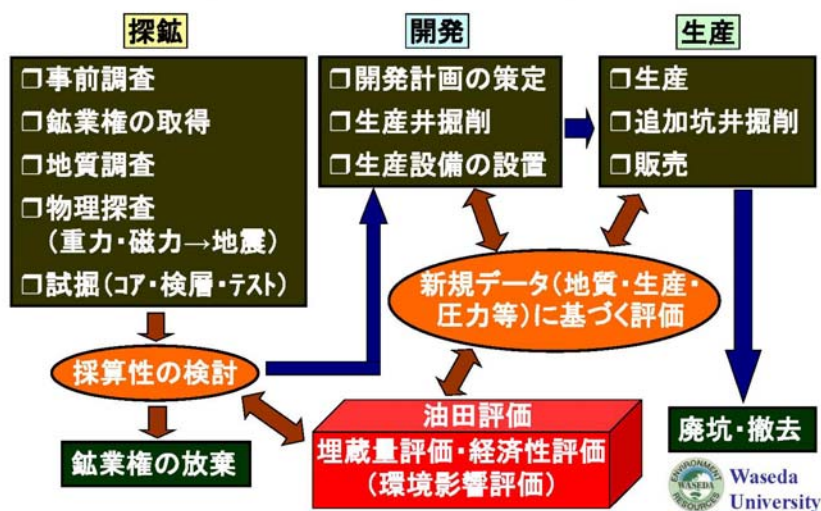 探鉱
❒事前調査
❒鉱業権の取得
❒地質調査
❒物理探査
(重力・磁力→地震)
❒試掘(コア・検層・テスト)
採算性の検討
鉱業権の放棄
開発
❒開発計画の策定
❒生産井掘削
❒生産設備の設置
生産
❒生産
❒追加坑井掘削
❒販売
新規データ(地質・生産・
圧力等)に基づく評価
油田評価
埋蔵量評価・経済性評価
(環境影響評価)
廃坑・撤去
ENVIRONMENT
WASEDA
RESOURCES
Waseda
University